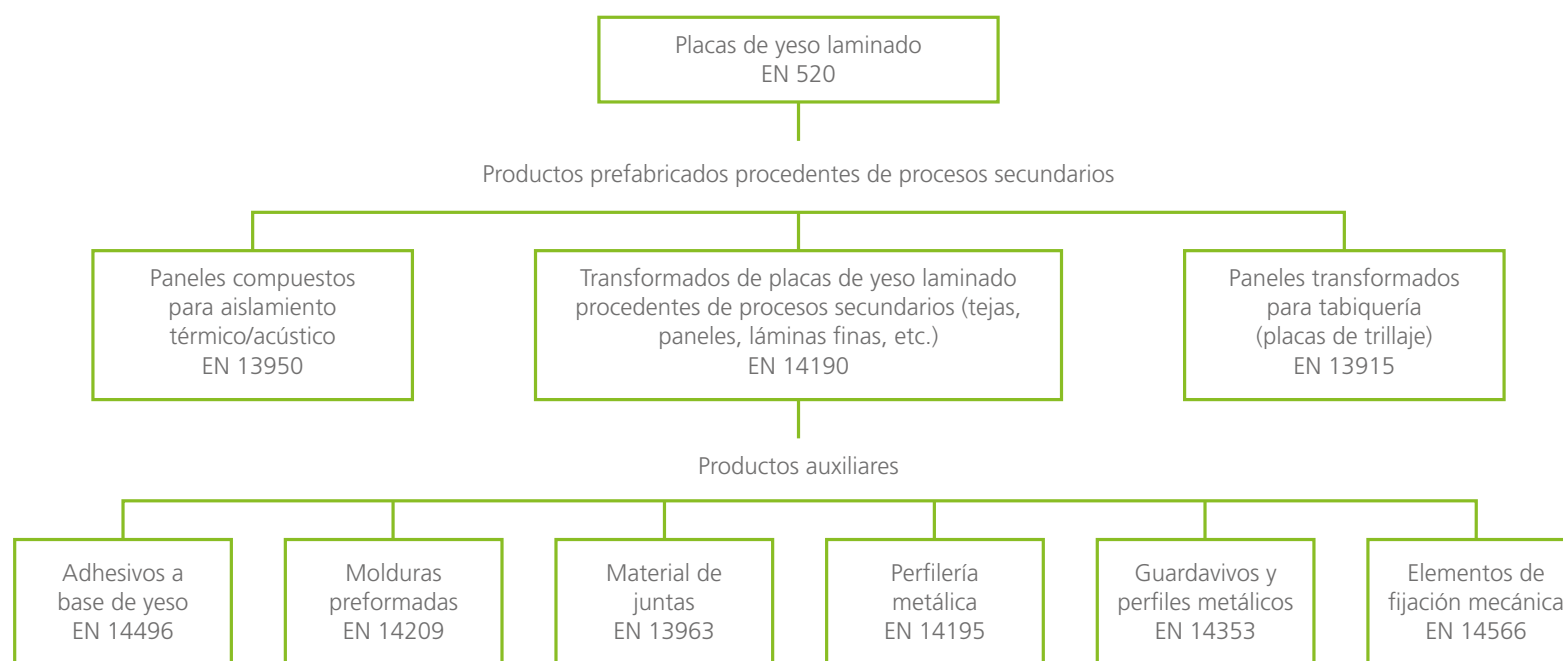 Placas de yeso laminado
EN 520
Productos prefabricados procedentes de procesos secundarios
Paneles compuestos
para aislamiento
térmico/acústico
EN 13950
Transformados de placas de yeso laminado
procedentes de procesos secundarios (tejas,
paneles, láminas finas, etc.)
EN 14190
Paneles transformados
para tabiquería
(placas de trillaje)
EN 13915
Productos auxiliares
Adhesivos a
base de yeso
EN 14496
Molduras
preformadas
EN 14209
Material de
juntas
EN 13963
Perfilería
metálica
EN 14195
Guardavivos y
perfiles metálicos
EN 14353
Elementos de
fijación mecánica
EN 14566